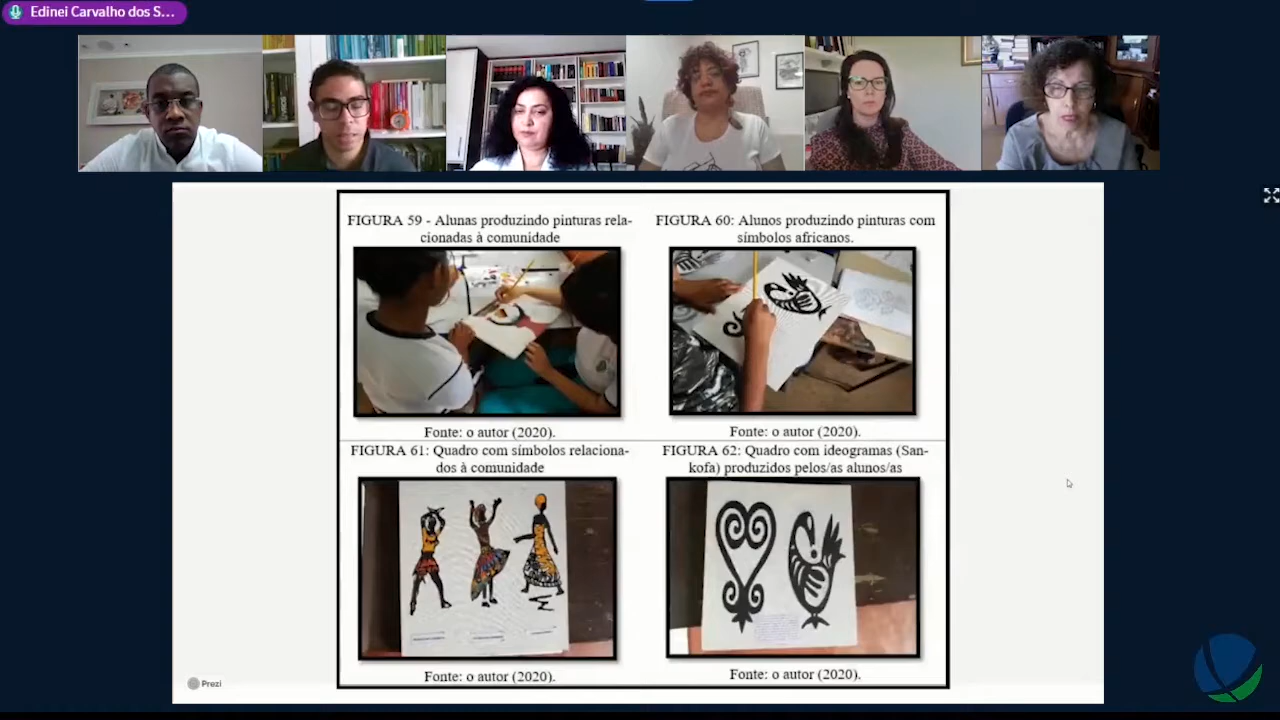 Edinei Carvalho dos S...
FIGURA 59 - Alunas produzindo pinturas rela-
cionadas à comunidade
FIGURA 60: Alunos produzindo pinturas com
símbolos africanos.
Fonte: o autor (2020).
Fonte: o autor (2020).
FIGURA 61: Quadro com símbolos relaciona-
dos à comunidade
FIGURA 62: Quadro com ideogramas (San-
kofa) produzidos pelos/as alunos/as
Fonte: o autor (2020).
Fonte: o autor (2020).
Prezi